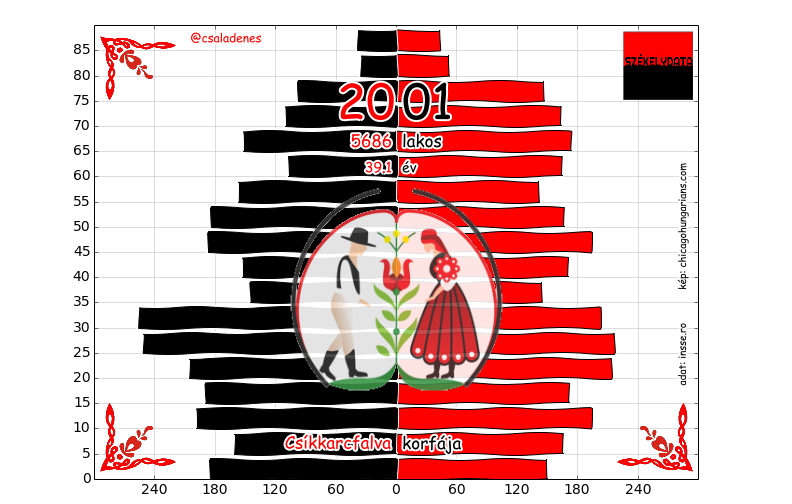 @csaladenes
SZÉKELYDATA
2001
5686 lakos
39.1 év
kép: chicagohungarians.com
adat: insse.ro
Csíkkarcfalva korfája
85
80
75
70
65
60
55
50
45
40
35
30
25
20
15
10
5
0
240 180 120 60 0 60 120 180 240